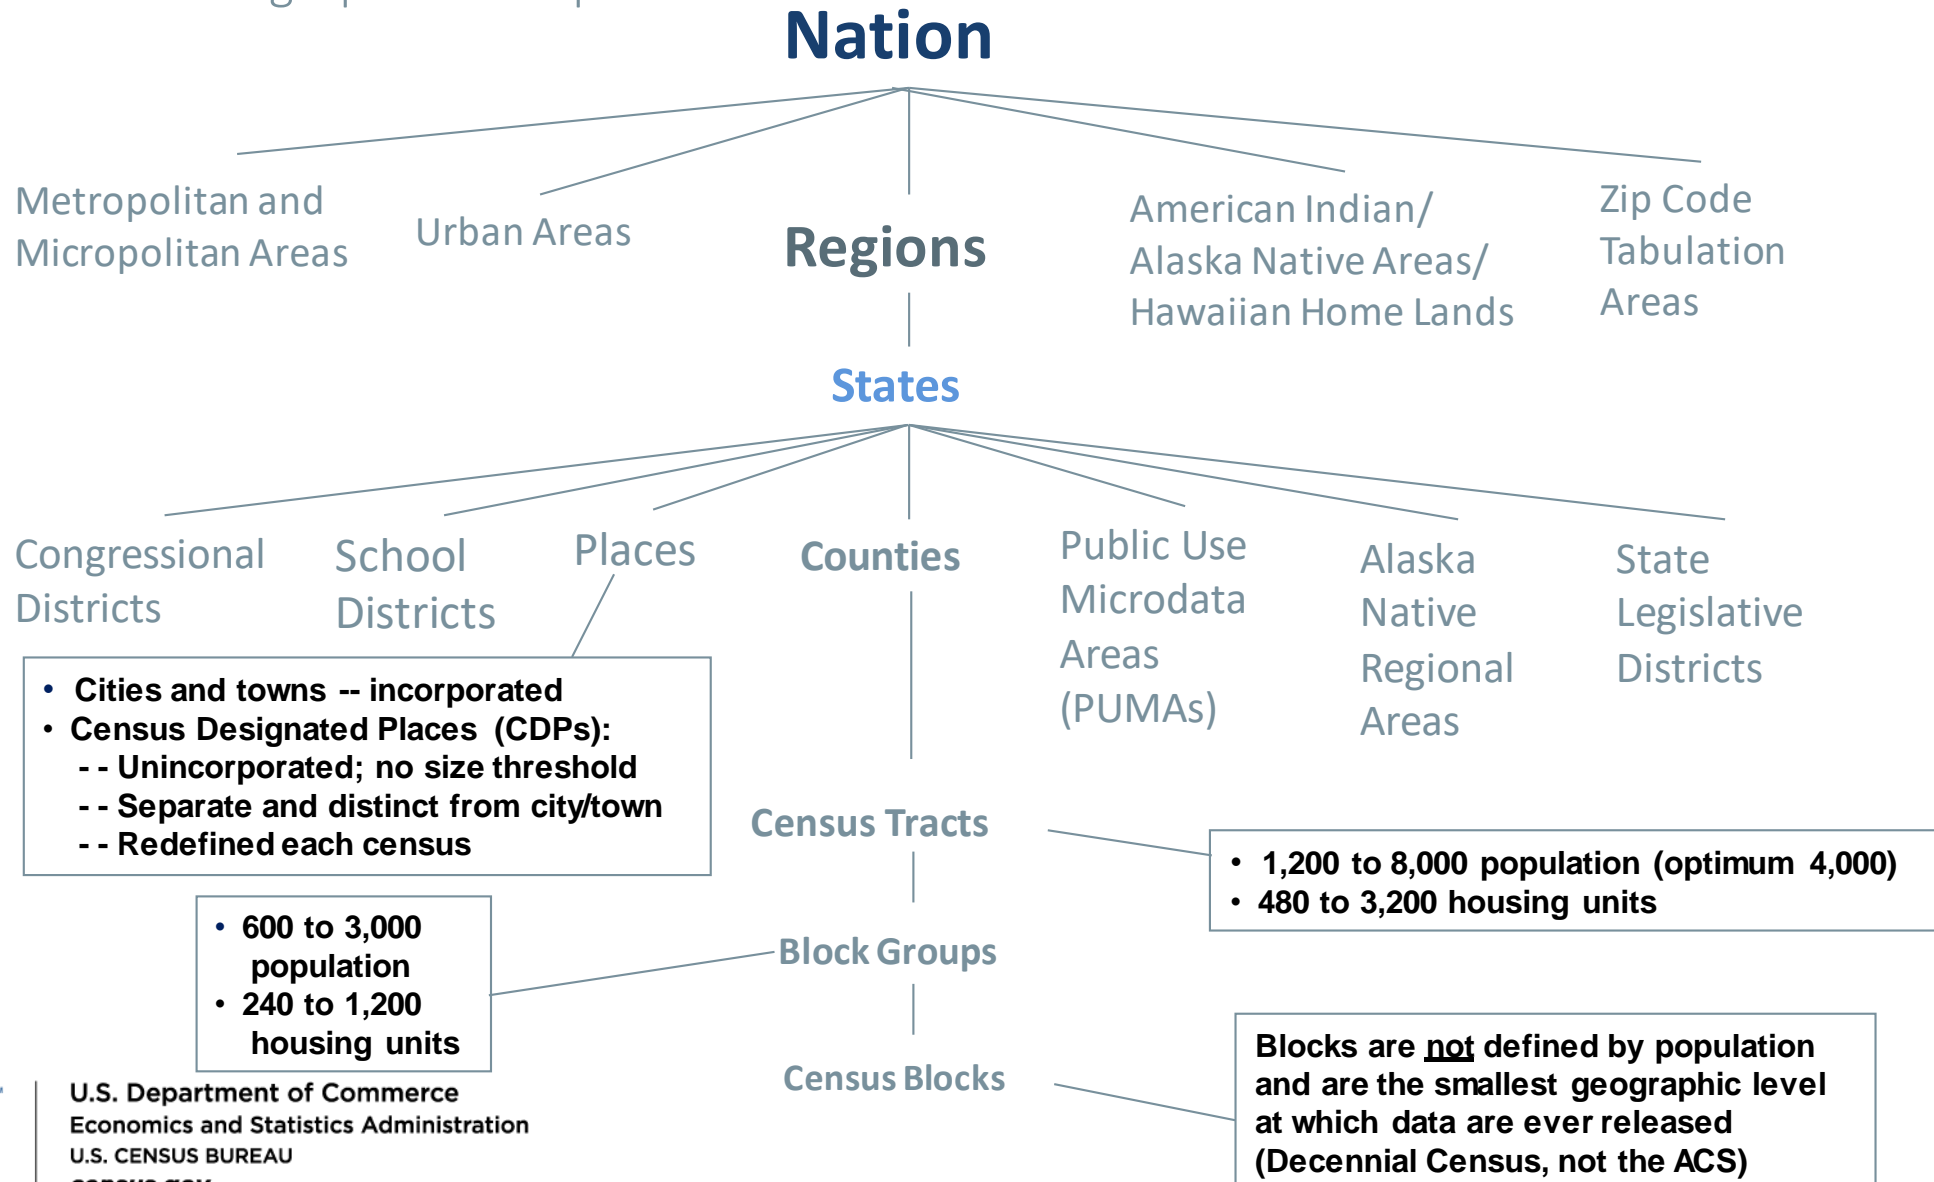 Nation
Metropolitan and
Micropolitan Areas
Urban Areas
Regions
American Indian/
Alaska Native Areas/
Hawaiian Home Lands
Zip Code
Tabulation
Areas
States
Congressional
Districts
School
Districts
Places
Counties
Public Use
Microdata
Areas
(PUMAs)
Alaska
Native
Regional
Areas
State
Legislative
Districts
• Cities and towns -- incorporated
• Census Designated Places (CDPs):
- - Unincorporated; no size threshold
- - Separate and distinct from city/town
- - Redefined each census
Census Tracts
• 1,200 to 8,000 population (optimum 4,000)
• 480 to 3,200 housing units
• 600 to 3,000
population
• 240 to 1,200
housing units
Block Groups
Census Blocks
Blocks are not defined by population
and are the smallest geographic level
at which data are ever released
(Decennial Census, not the ACS)
U.S. Department of Commerce
Economics and Statistics Administration
U.S. CENSUS BUREAU
census.gov